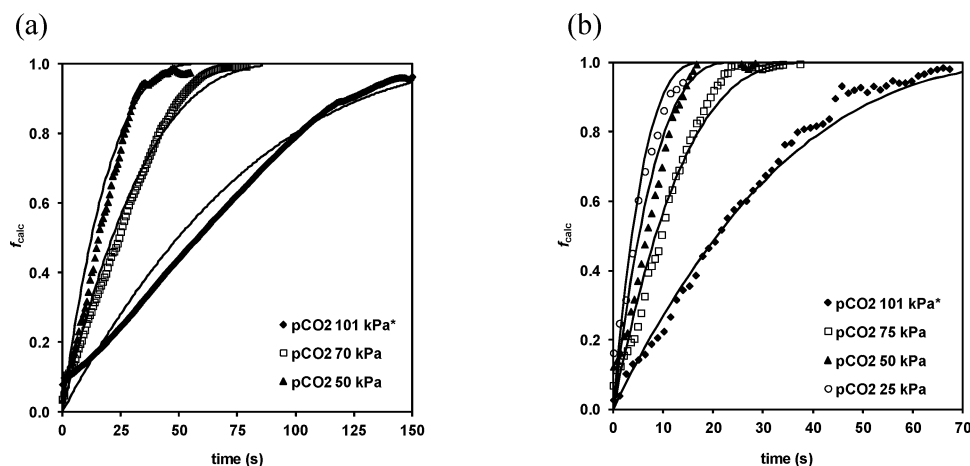 (a)
1.0
0.8
0.6
0.4
0.2
0.0
f calc
0 25 50 75 100 125 150
time (s)
pCO2 101 kPa*
pCO2 70 kPa
pCO2 50 kPa
(b)
1.0
0.8
0.6
0.4
0.2
0.0
f calc
0 10 20 30 40 50 60 70
time (s)
pCO2 101 kPa*
pCO2 75 kPa
pCO2 50 kPa
pCO2 25 kPa